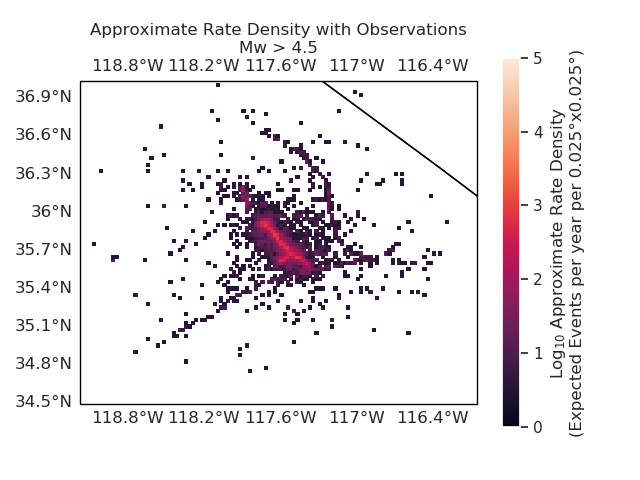 Approximate Rate Density with Observations
Mw > 4.5
118.8°W 118.2°W 117.6°W 117°W 116.4°W
36.9°N
36.6°N
36.3°N
36°N
35.7°N
35.4°N
35.1°N
34.8°N
34.5°N
118.8°W 118.2°W 117.6°W 117°W 116.4°W
5
4
3
2
1
0
Log₁₀ Approximate Rate Density
(Expected Events per year per 0.025°x0.025°)